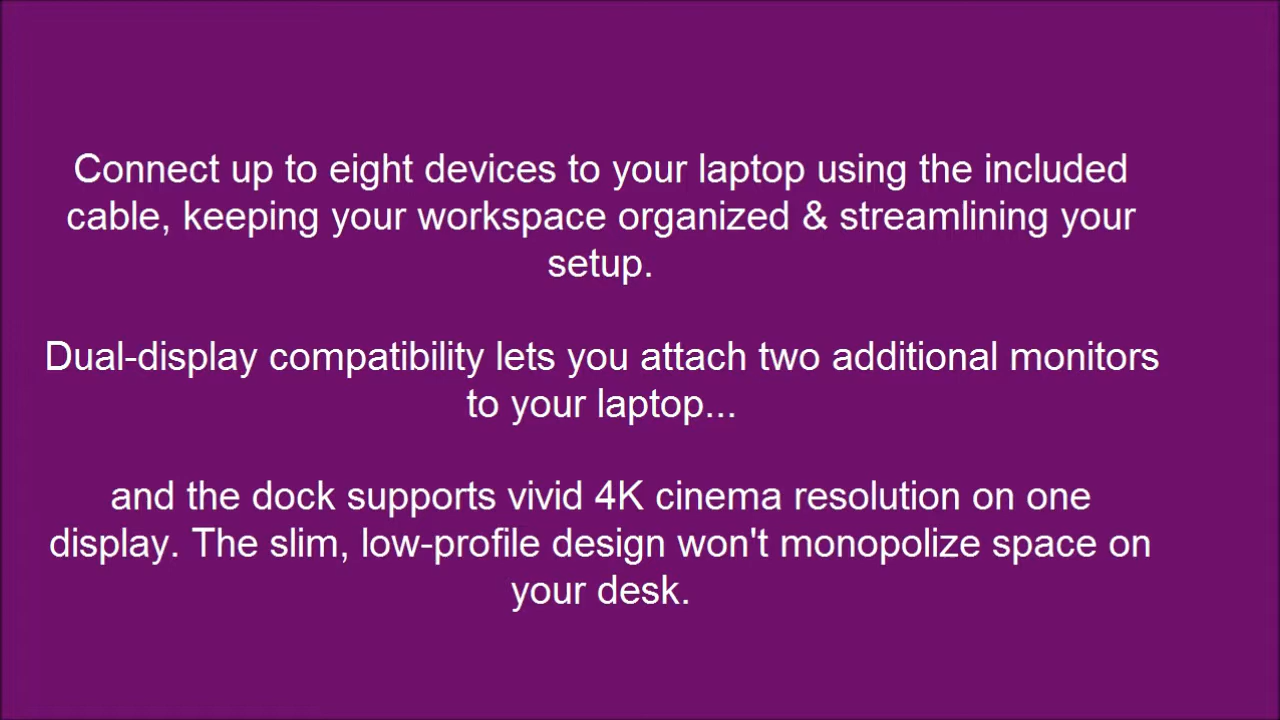 Connect up to eight devices to your laptop using the included
cable, keeping your workspace organized & streamlining your
setup.
Dual-display compatibility lets you attach two additional monitors
to your laptop...
and the dock supports vivid 4K cinema resolution on one
display. The slim, low-profile design won't monopolize space on
your desk.